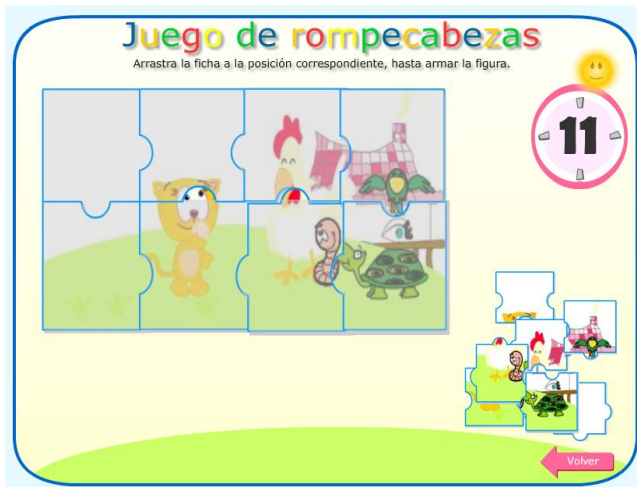 Juego de rompecabezas
Arrastra la ficha a la posición correspondiente, hasta armar la figura.
11
Volver